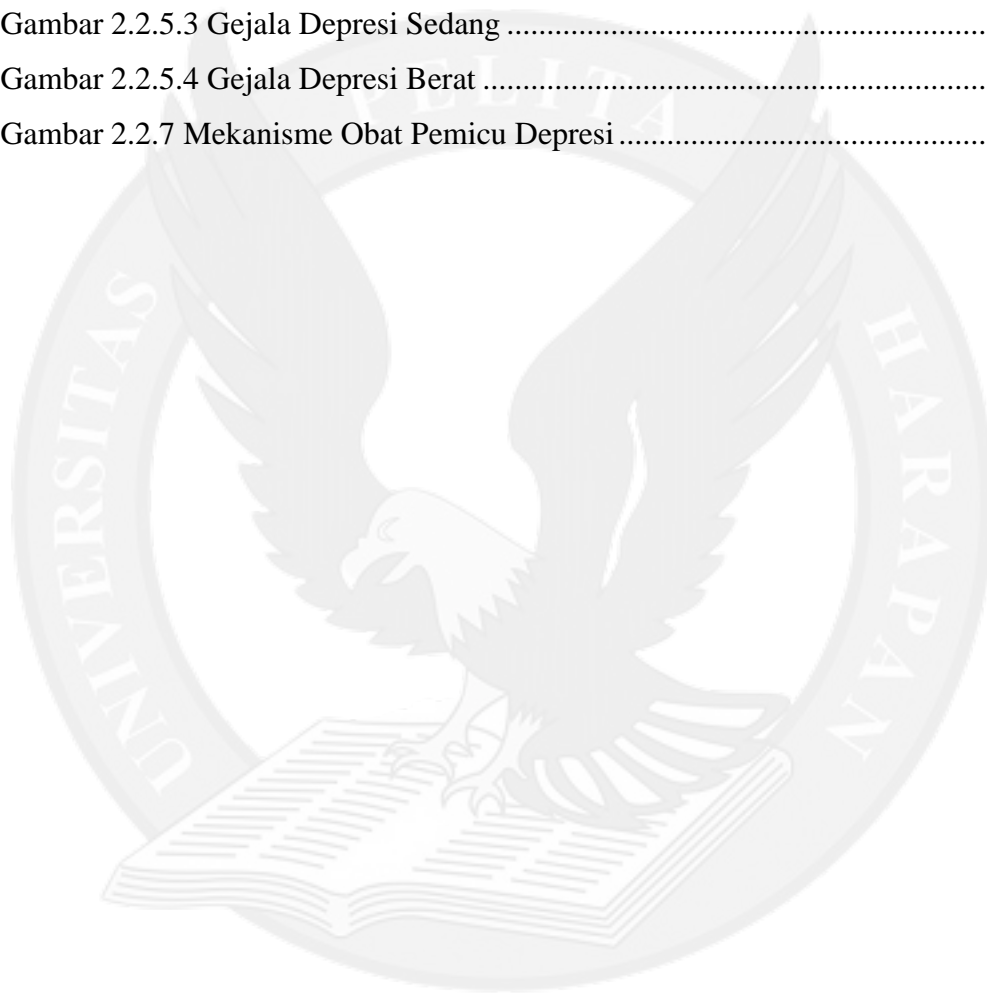 Gambar 2.2.5.3 Gejala Depresi Sedang ............................................................
Gambar 2.2.5.4 Gejala Depresi Berat ...............................................................
Gambar 2.2.7 Mekanisme Obat Pemicu Depresi ..............................................
UNIVERSITAS PELITA HARAPAN